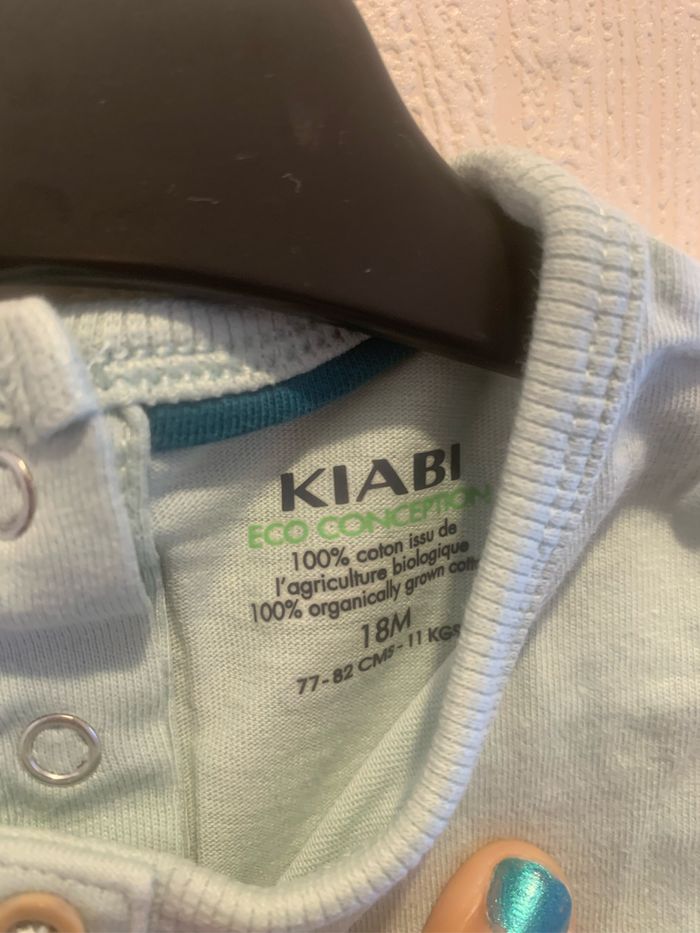 KIABI
ECO CONCEPTION
100% coton issu de
l'agriculture biologique
100% organically grown
18M
77-82 CMS - 11 KGS